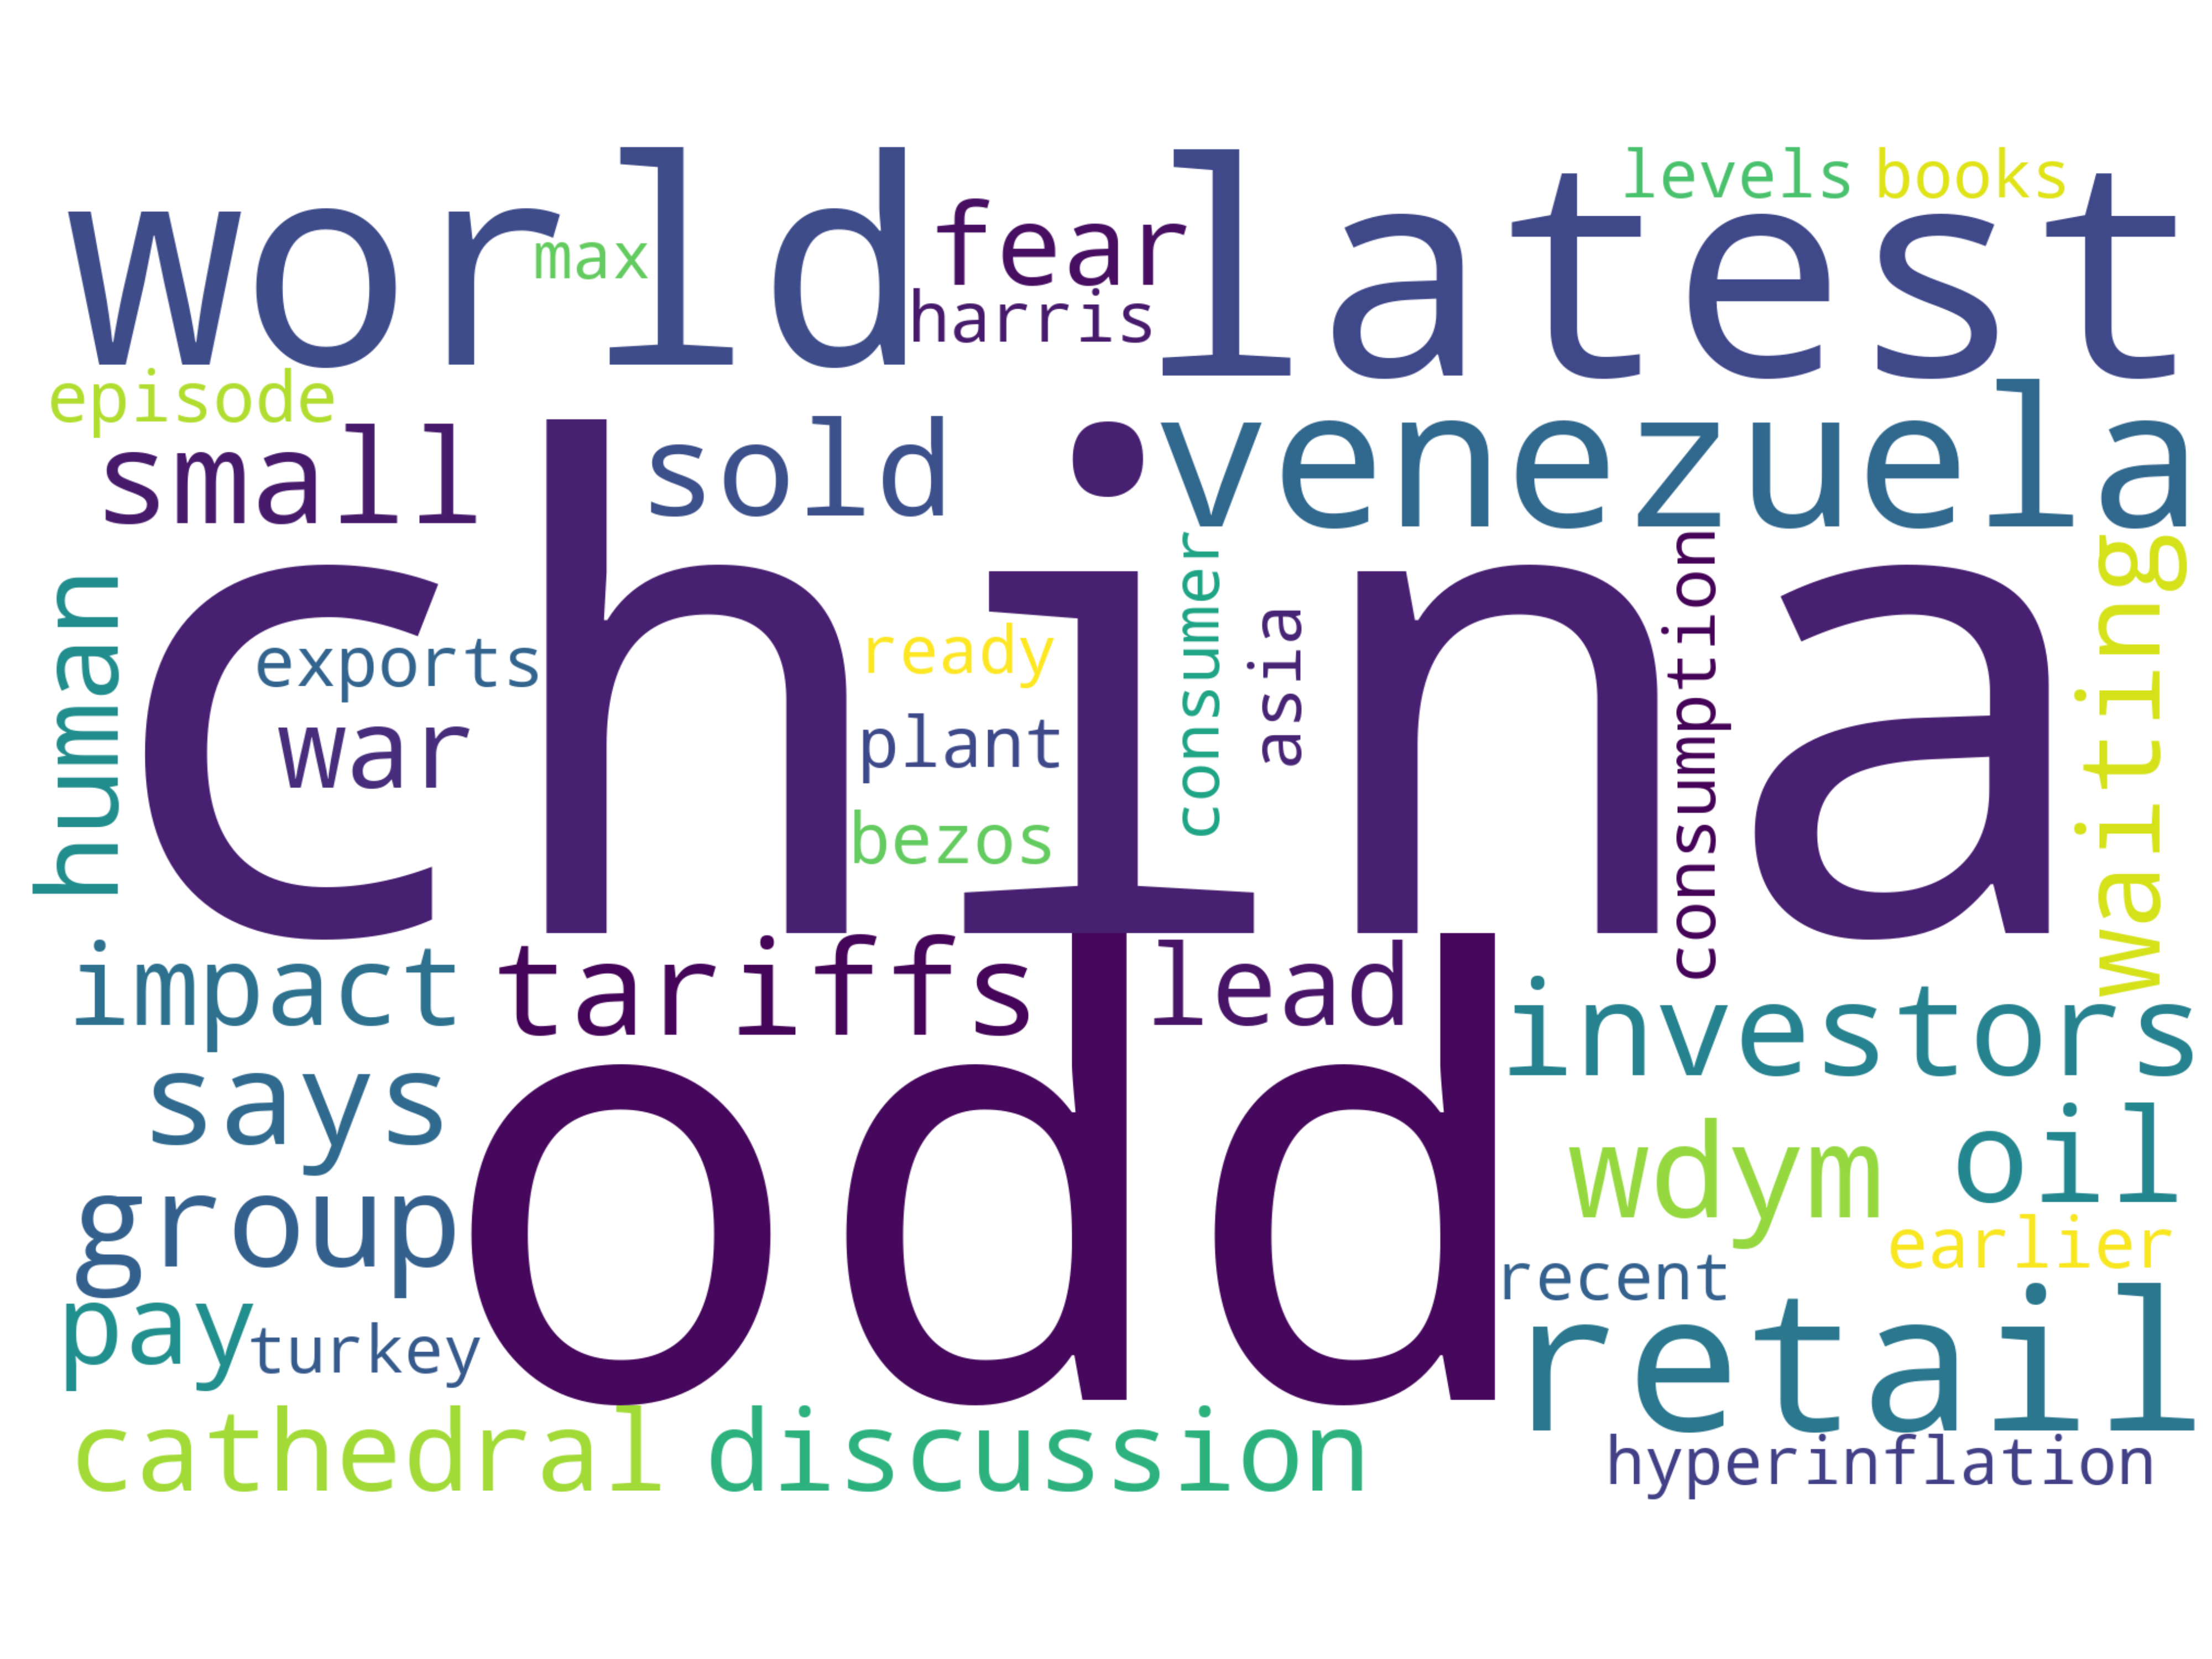 levels books
world max fear latest
harris
episode
small sold venezuela
human china consumer asia consumption waiting
exports ready
war plant
bezos
impact tariffs lead investors
says odd wdym oil
group recent earlier
pay turkey retail
cathedral discussion hyperinflation